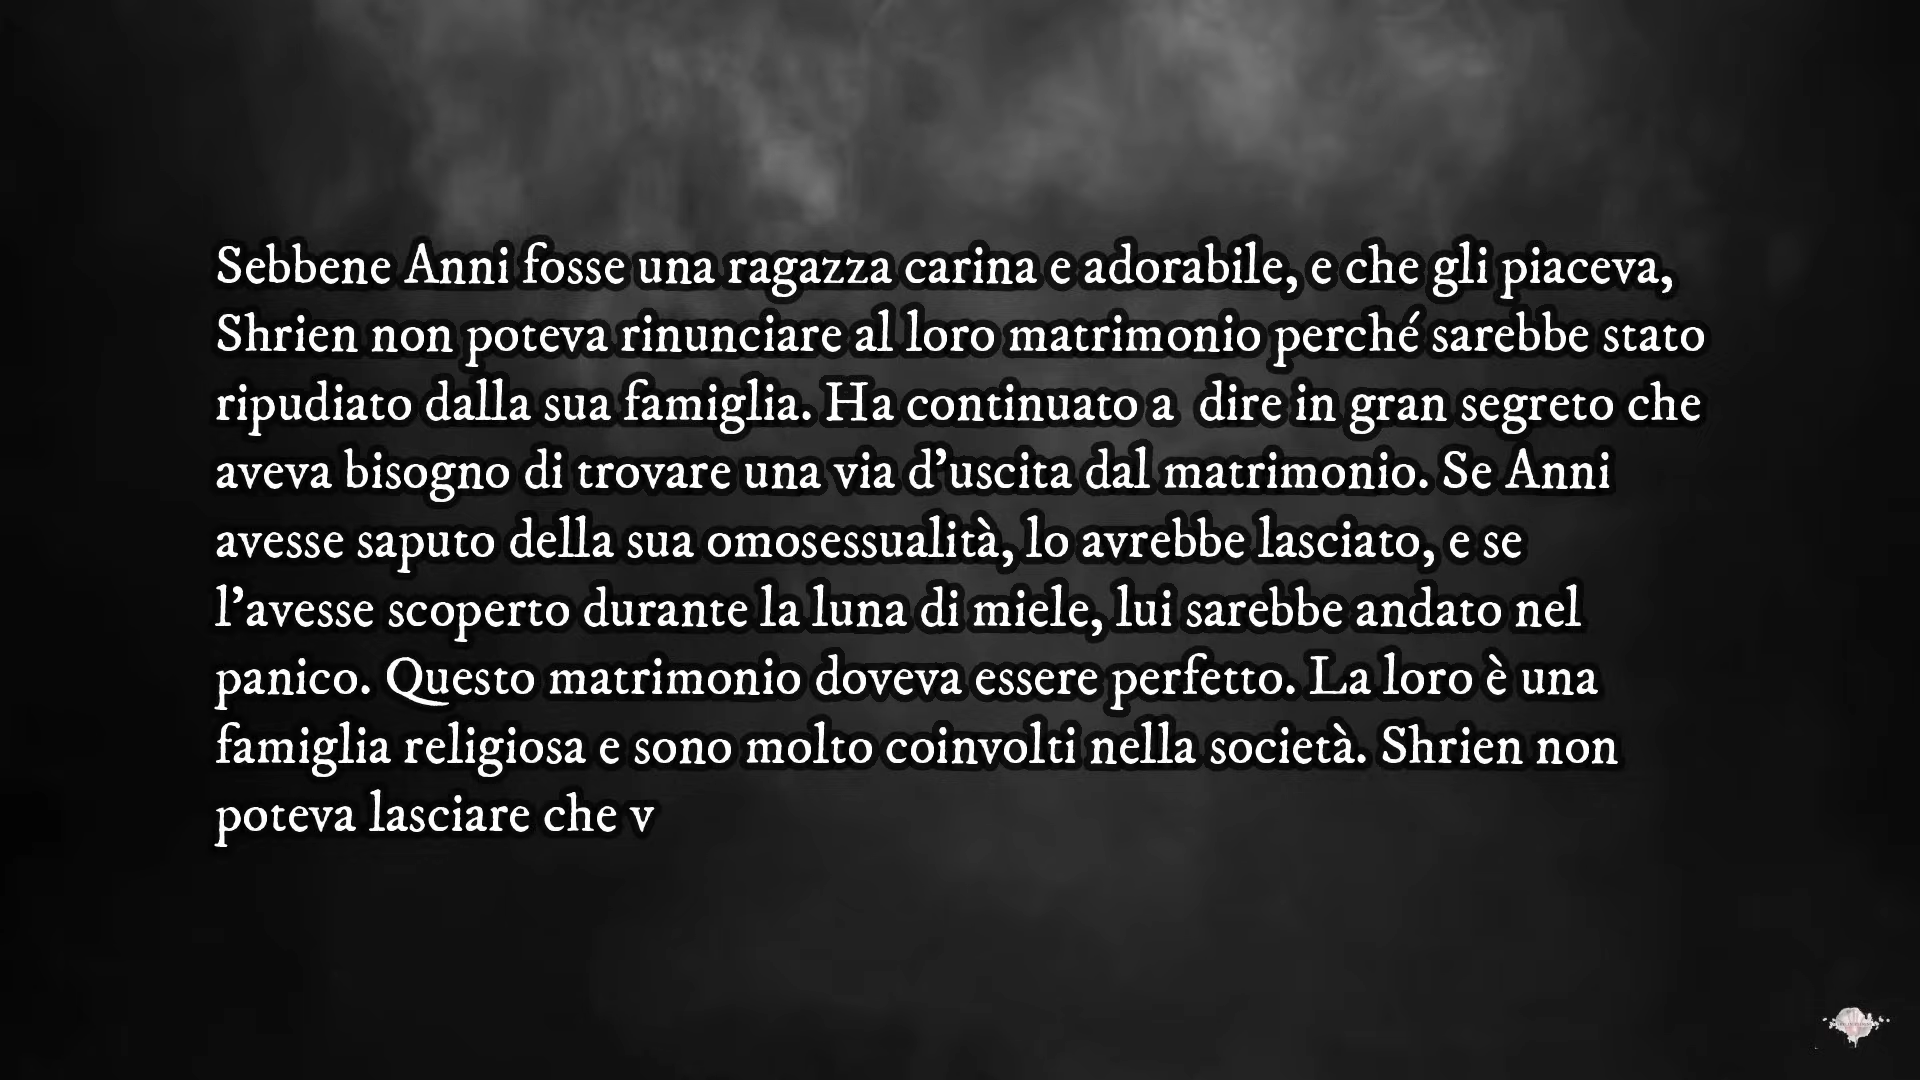 Sebbene Anni fosse una ragazza carina e adorabile, e che gli piaceva,
Shrien non poteva rinunciare al loro matrimonio perché sarebbe stato
ripudiato dalla sua famiglia. Ha continuato a  dire in gran segreto che
aveva bisogno di trovare una via d’uscita dal matrimonio. Se Anni
avesse saputo della sua omosessualità, lo avrebbe lasciato, e se
l’avesse scoperto durante la luna di miele, lui sarebbe andato nel
panico. Questo matrimonio doveva essere perfetto. La loro è una
famiglia religiosa e sono molto coinvolti nella società. Shrien non
poteva lasciare che v